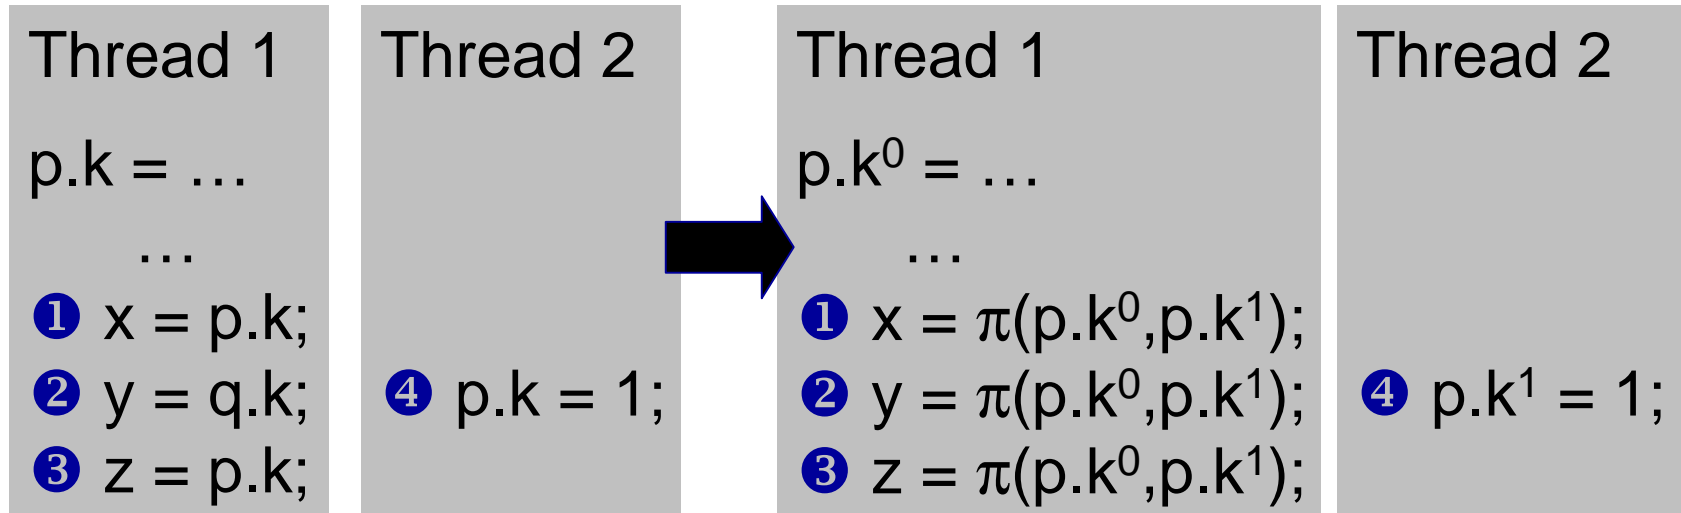 Thread 1
p.k = …
…
❶ x = p.k;
❷ y = q.k;
❸ z = p.k;
Thread 2
❹ p.k = 1;
Thread 1
p.k⁰ = …
…
❶ x = π(p.k⁰,p.k¹);
❷ y = π(p.k⁰,p.k¹);
❸ z = π(p.k⁰,p.k¹);
Thread 2
❹ p.k¹ = 1;